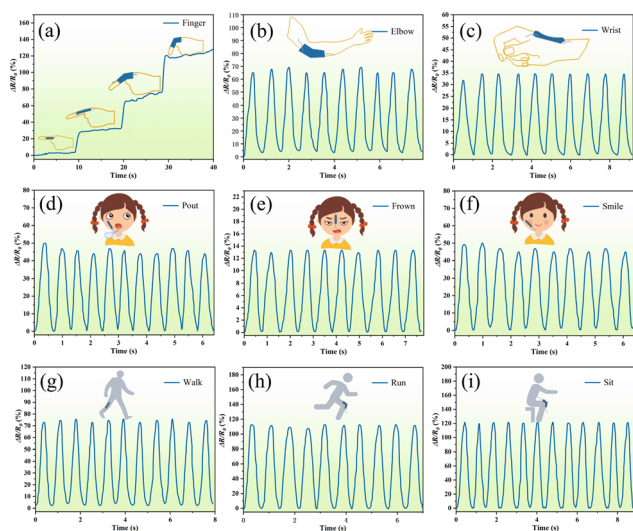 (a)
Finger
ΔR/R₀ (%)
160
140
120
100
80
60
40
20
0
0 10 20 30 40
Time (s)
(b)
Elbow
ΔR/R₀ (%)
110
100
90
80
70
60
50
40
30
20
10
0
0 1 2 3 4 5 6 7
Time (s)
(c)
Wrist
ΔR/R₀ (%)
60
55
50
45
40
35
30
25
20
15
10
5
0
0 1 2 3 4 5 6 7 8 9
Time (s)
(d)
Pout
ΔR/R₀ (%)
80
70
60
50
40
30
20
10
0
0 1 2 3 4 5 6
Time (s)
(e)
Frown
ΔR/R₀ (%)
22
20
18
16
14
12
10
8
6
4
2
0
0 1 2 3 4 5 6 7
Time (s)
(f)
Smile
ΔR/R₀ (%)
80
70
60
50
40
30
20
10
0
0 1 2 3 4 5 6
Time (s)
(g)
Walk
ΔR/R₀ (%)
120
110
100
90
80
70
60
50
40
30
20
10
0
0 2 4 6 8
Time (s)
(h)
Run
ΔR/R₀ (%)
180
160
140
120
100
80
60
40
20
0
0 1 2 3 4 5 6 7
Time (s)
(i)
Sit
ΔR/R₀ (%)
200
180
160
140
120
100
80
60
40
20
0
0 1 2 3 4 5 6 7 8
Time (s)